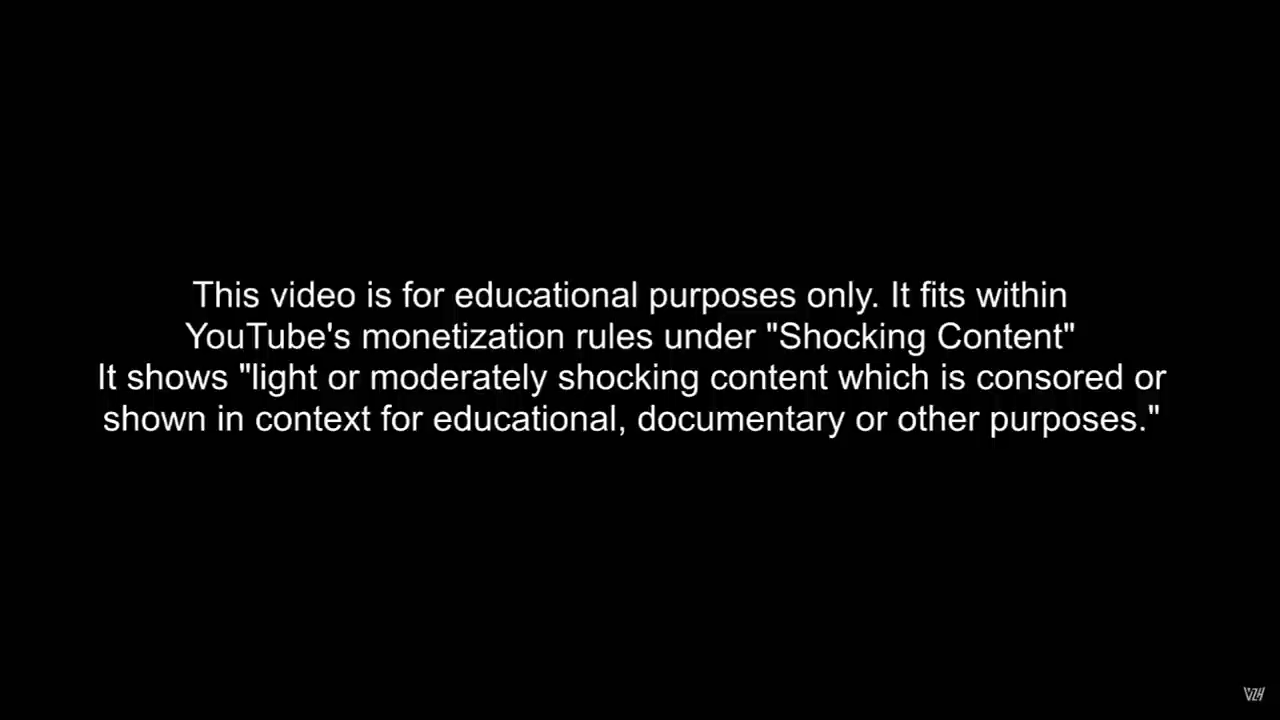 This video is for educational purposes only. It fits within
YouTube's monetization rules under "Shocking Content"
It shows "light or moderately shocking content which is consored or
shown in context for educational, documentary or other purposes."